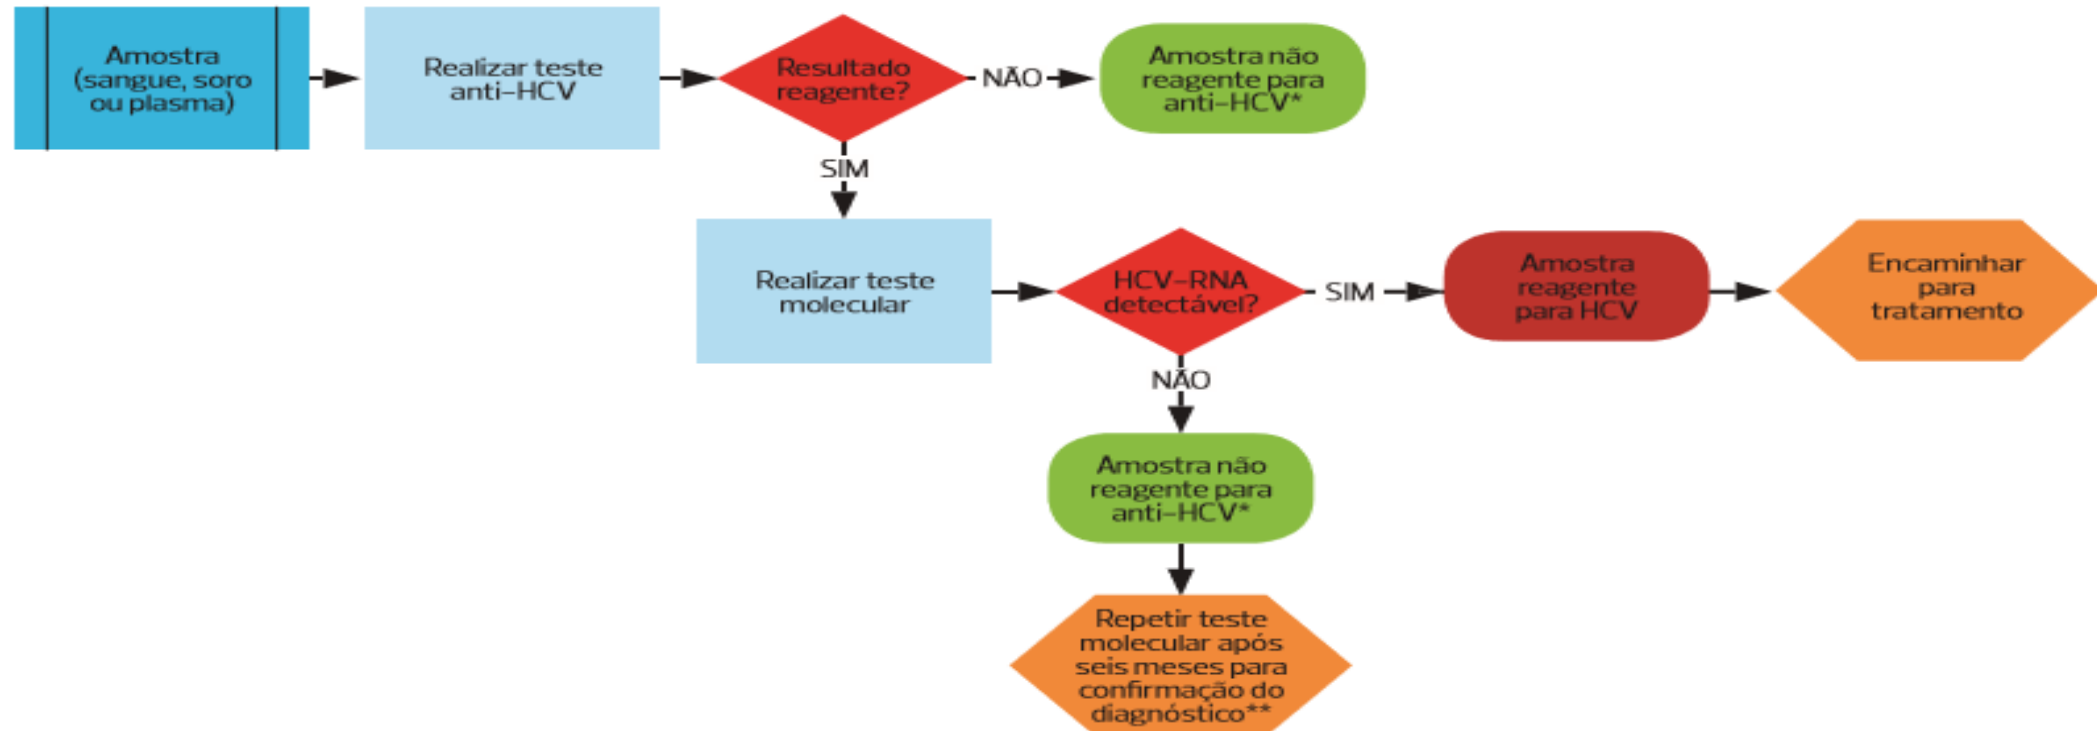 Amostra
(sangue, soro
ou plasma)
Realizar teste
anti-HCV
Resultado
reagente?
NÃO
Amostra não
reagente para
anti-HCV*
SIM
Realizar teste
molecular
HCV-RNA
detectável?
SIM
Amostra
reagente
para HCV
Encaminhar
para
tratamento
NÃO
Amostra não
reagente para
anti-HCV*
Repetir teste
molecular após
seis meses para
confirmação do
diagnóstico**